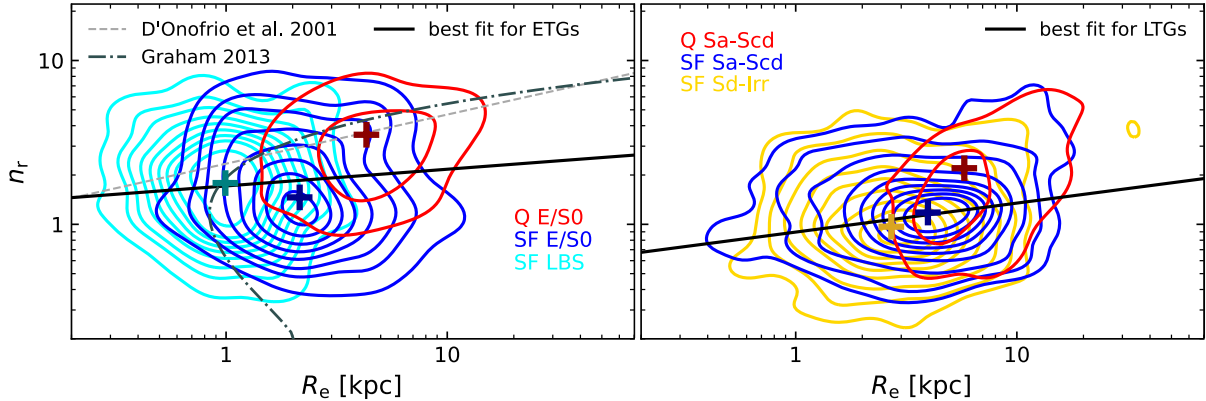 D'Onofrio et al. 2001
Graham 2013
best fit for ETGs
Q E/S0
SF E/S0
SF LBS
n_r
10
1
1
10
R_e [kpc]
best fit for LTGs
Q Sa-Scd
SF Sa-Scd
SF Sd-Irr
1
10
R_e [kpc]